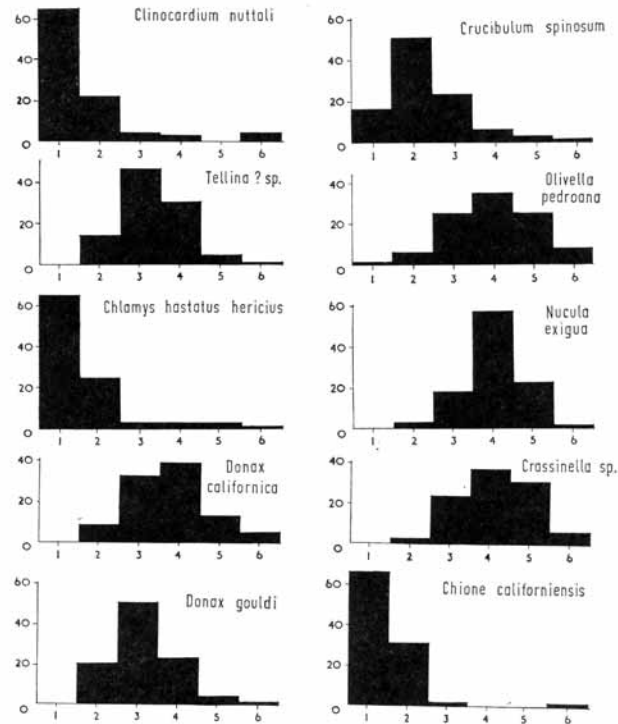 60
40
20
0
1 2 3 4 5 6
Clinocardium nuttali
60
40
20
0
1 2 3 4 5 6
Crucibulum spinosum
40
20
0
1 2 3 4 5 6
Tellina ? sp.
40
20
0
1 2 3 4 5 6
Olivella
pedroana
60
40
20
0
1 2 3 4 5 6
Chlamys hastatus hericius
60
40
20
0
1 2 3 4 5 6
Nucula
exigua
40
20
0
1 2 3 4 5 6
Donax
californica
40
20
0
1 2 3 4 5 6
Crassinella sp.
60
40
20
0
1 2 3 4 5 6
Donax gouldi
60
40
20
0
1 2 3 4 5 6
Chione californiensis